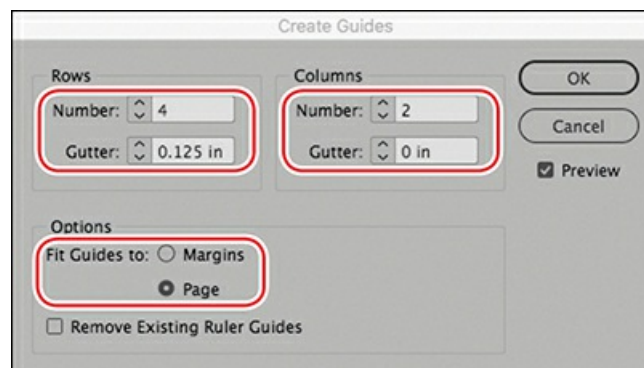 Create Guides
Rows
Number: 4
Gutter: 0.125 in
Columns
Number: 2
Gutter: 0 in
OK
Cancel
Preview
Options
Fit Guides to: Margins
Page
Remove Existing Ruler Guides